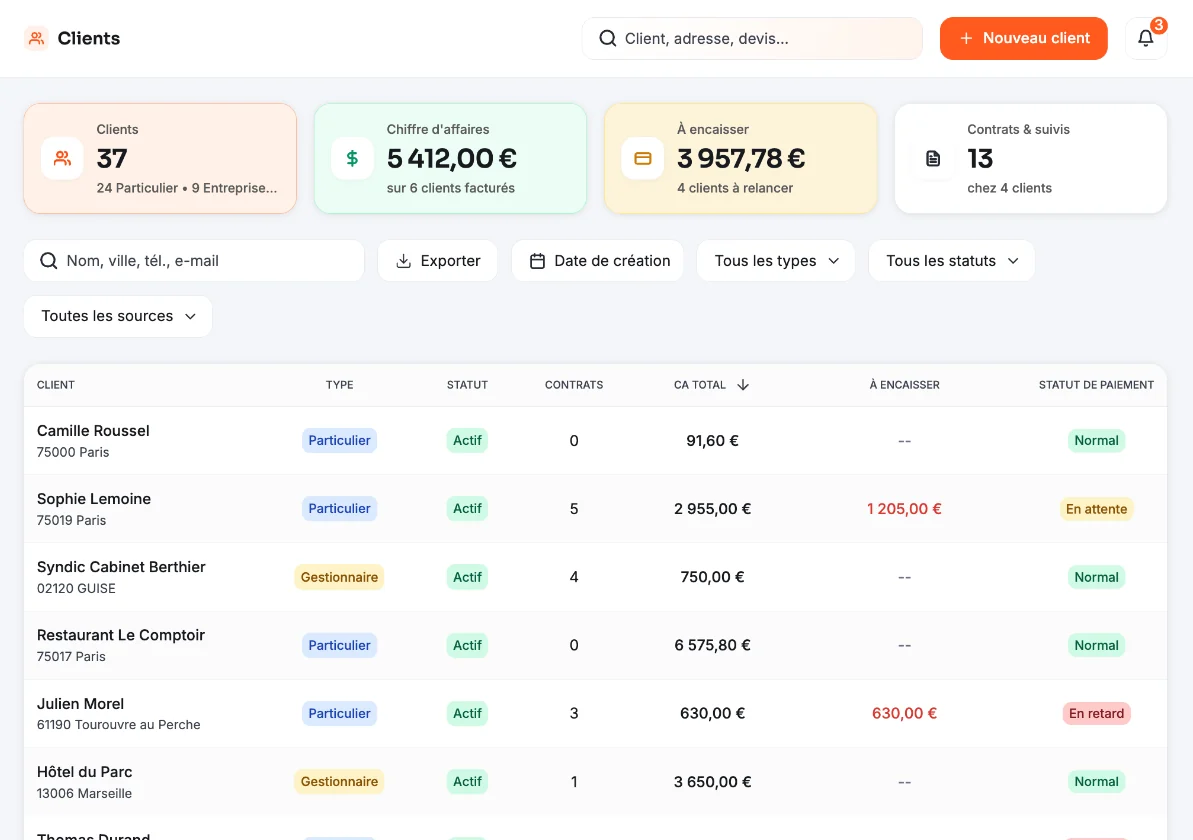 Clients
Client, adresse, devis...
+ Nouveau client
3
Clients
37
24 Particulier • 9 Entreprise...
Chiffre d'affaires
5 412,00 €
sur 6 clients facturés
À encaisser
3 957,78 €
4 clients à relancer
Contrats & suivis
13
chez 4 clients
Nom, ville, tél., e-mail
Exporter
Date de création
Tous les types
Tous les statuts
Toutes les sources
CLIENT TYPE STATUT CONTRATS CA TOTAL À ENCAISSER STATUT DE PAIEMENT
Camille Roussel
75000 Paris
Particulier Actif 0 91,60 € -- Normal
Sophie Lemoine
75019 Paris
Particulier Actif 5 2 955,00 € 1 205,00 € En attente
Syndic Cabinet Berthier
02120 GUISE
Gestionnaire Actif 4 750,00 € -- Normal
Restaurant Le Comptoir
75017 Paris
Particulier Actif 0 6 575,80 € -- Normal
Julien Morel
61190 Tourouvre au Perche
Particulier Actif 3 630,00 € 630,00 € En retard
Hôtel du Parc
13006 Marseille
Gestionnaire Actif 1 3 650,00 € -- Normal
Thomas Durand